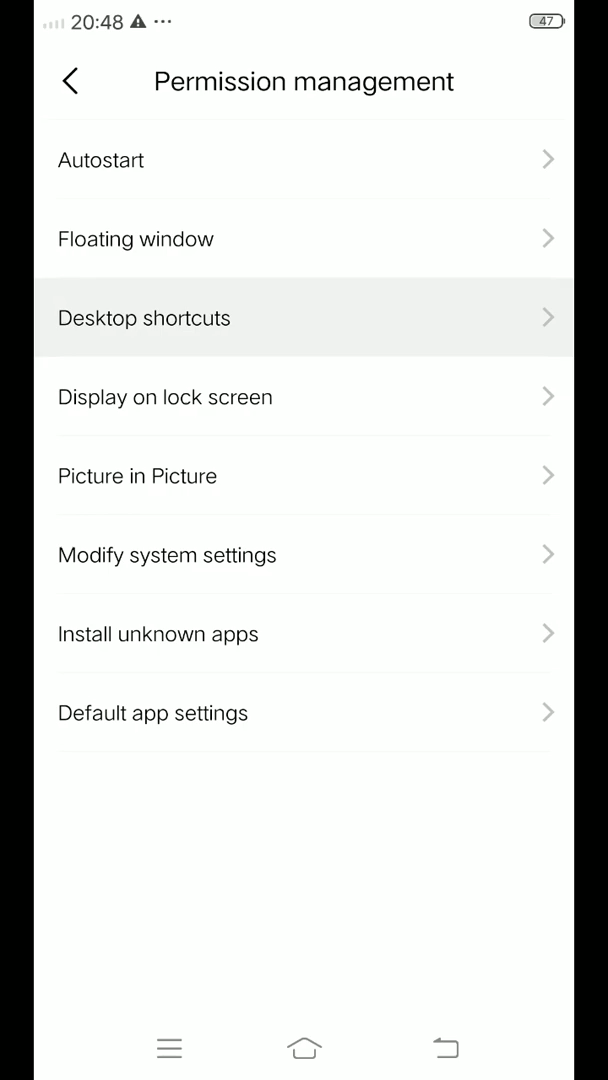 20:48
47
Permission management
Autostart
Floating window
Desktop shortcuts
Display on lock screen
Picture in Picture
Modify system settings
Install unknown apps
Default app settings